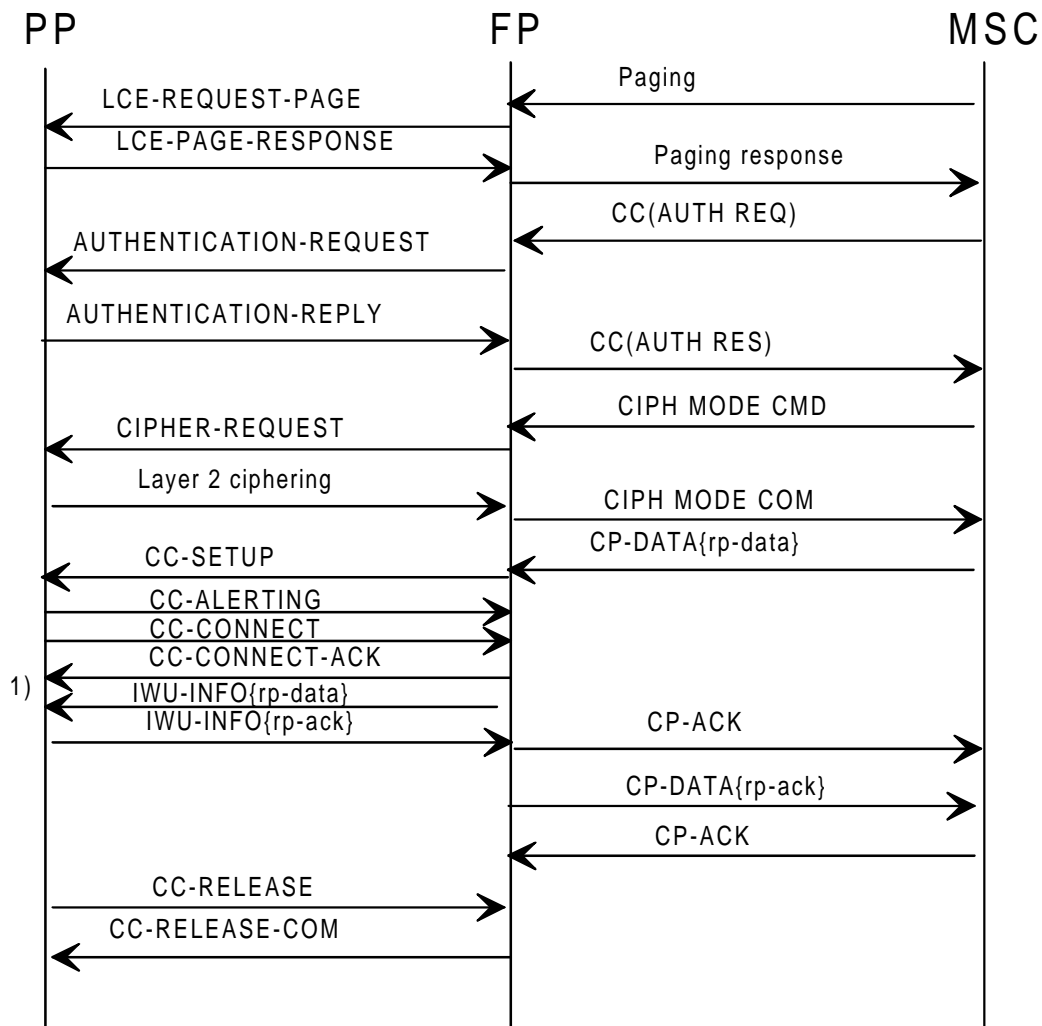 PP FP MSC
Paging
LCE-REQUEST-PAGE
LCE-PAGE-RESPONSE
Paging response
CC(AUTH REQ)
AUTHENTICATION-REQUEST
AUTHENTICATION-REPLY
CC(AUTH RES)
CIPH MODE CMD
CIPHER-REQUEST
Layer 2 ciphering
CIPH MODE COM
CP-DATA{rp-data}
CC-SETUP
CC-ALERTING
CC-CONNECT
CC-CONNECT-ACK
1)
IWU-INFO{rp-data}
IWU-INFO{rp-ack}
CP-ACK
CP-DATA{rp-ack}
CP-ACK
CC-RELEASE
CC-RELEASE-COM